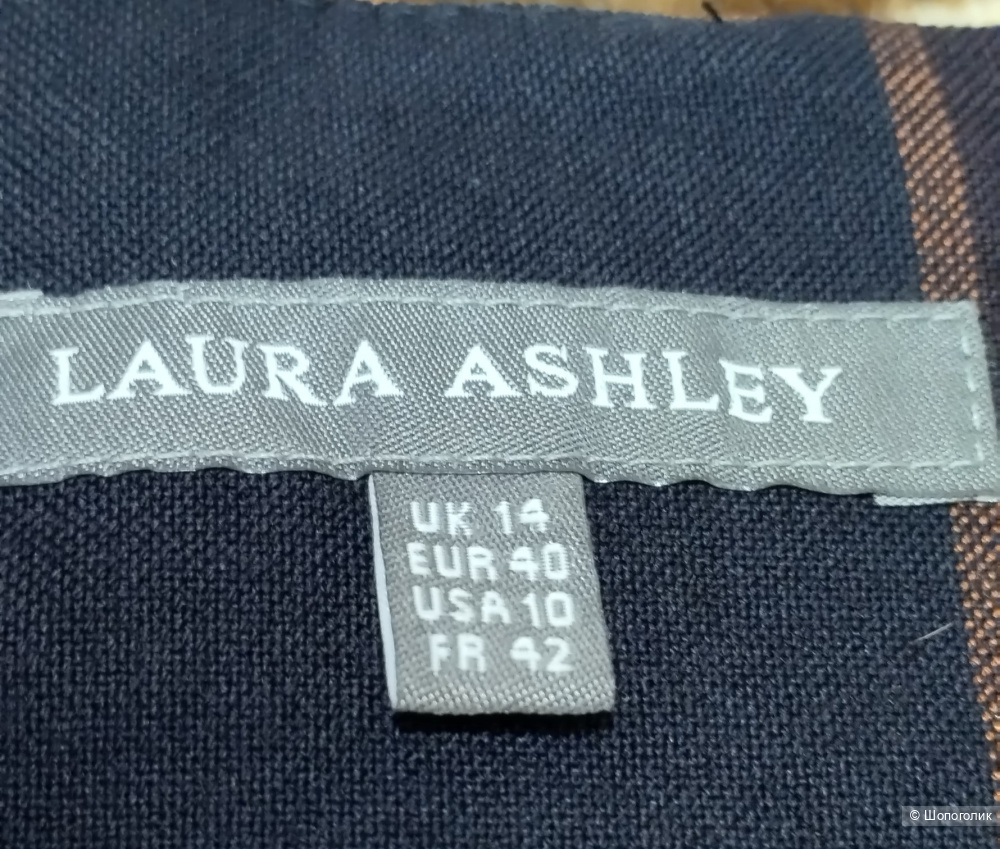 LAURA ASHLEY
UK 14
EUR 40
USA 10
FR 42
© Шопоголик